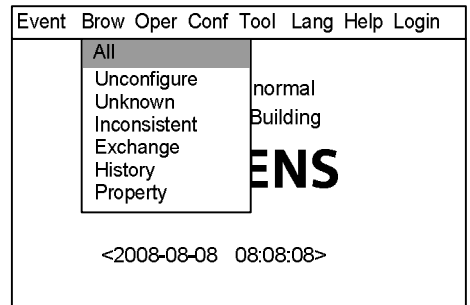 Event Brow Oper Conf Tool Lang Help Login
All
Unconfigure
normal
Unknown
Building
Inconsistent
Exchange
ENS
History
Property
<2008-08-08 08:08:08>